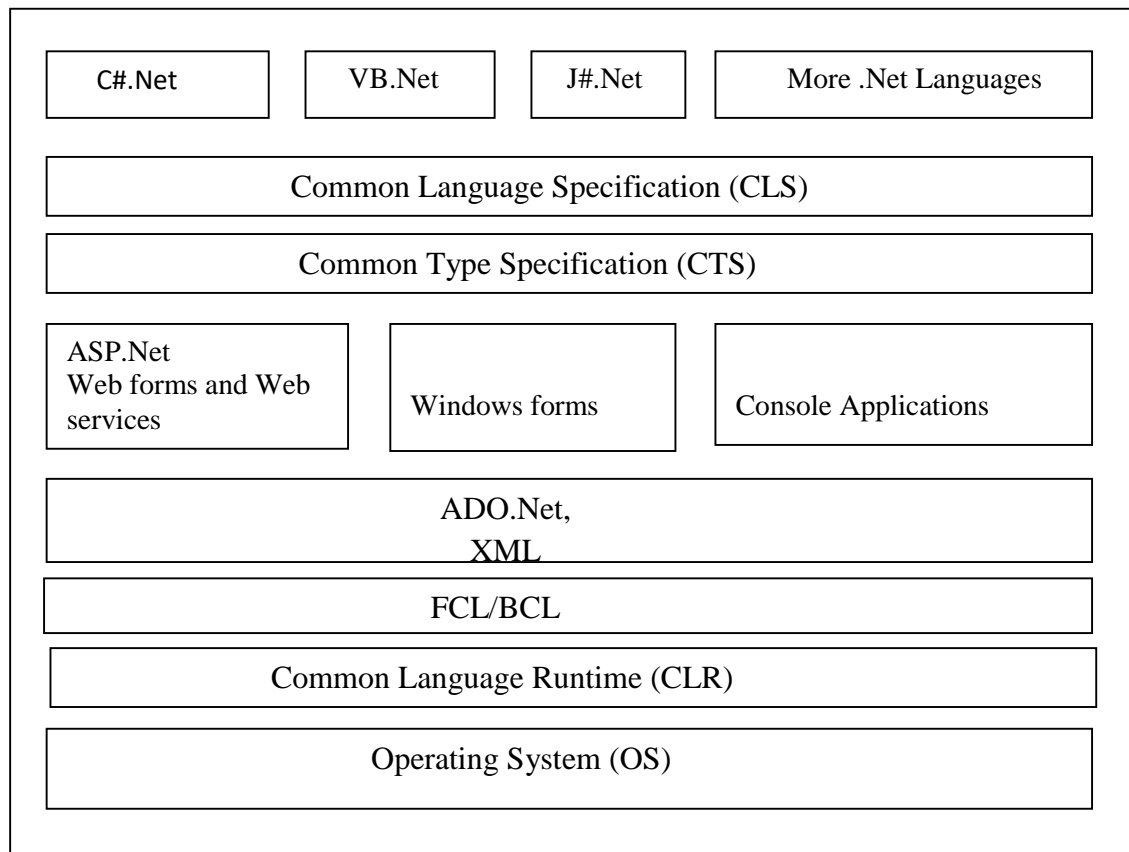 C#.Net
VB.Net
J#.Net
More .Net Languages
Common Language Specification (CLS)
Common Type Specification (CTS)
ASP.Net
Web forms and Web
services
Windows forms
Console Applications
ADO.Net,
XML
FCL/BCL
Common Language Runtime (CLR)
Operating System (OS)